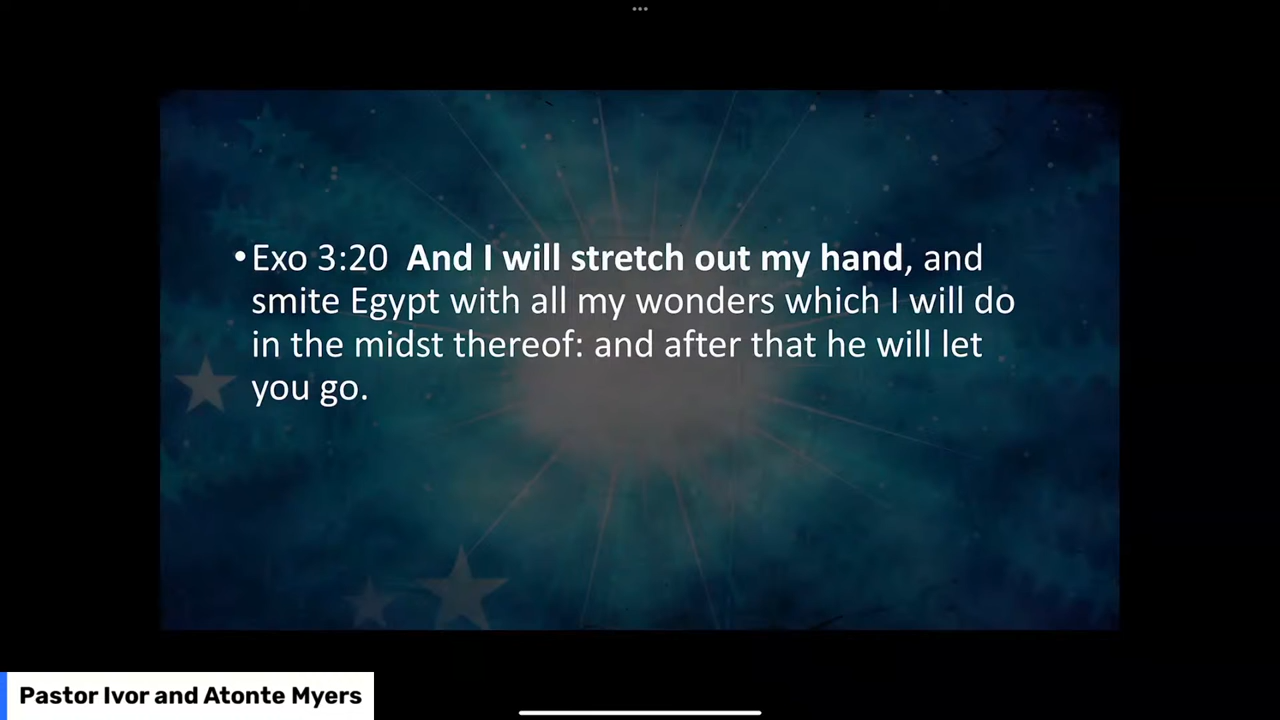 •Exo 3:20  And I will stretch out my hand, and
smite Egypt with all my wonders which I will do
in the midst thereof: and after that he will let
you go.
Pastor Ivor and Atonte Myers